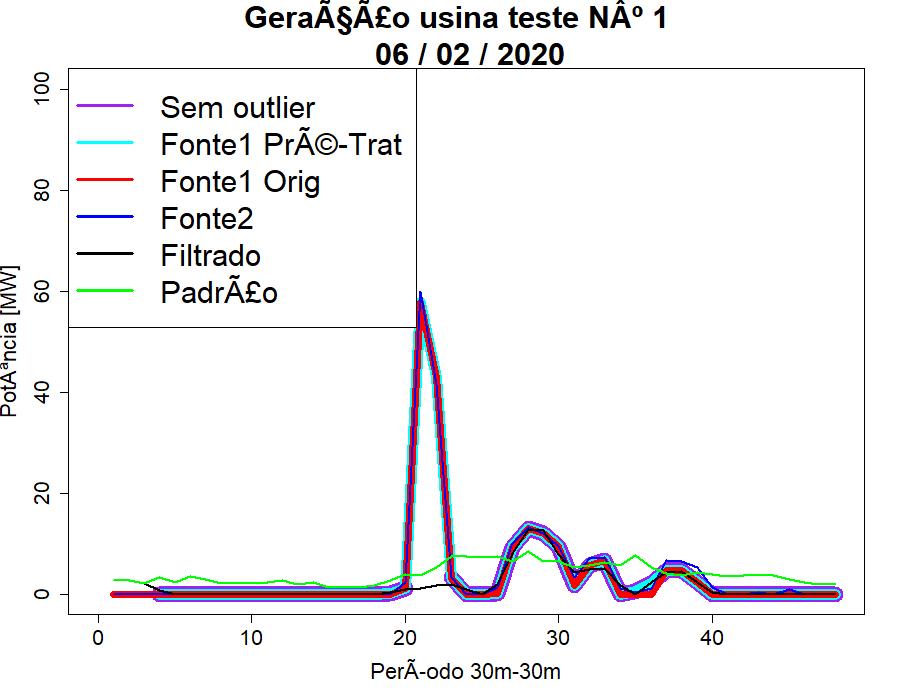 GeraÃ§Ã£o usina teste NÂº 1
06 / 02 / 2020
Sem outlier
Fonte1 PrÃ©-Trat
Fonte1 Orig
Fonte2
Filtrado
PadrÃ£o
PotÃªncia [MW]
100
80
60
40
20
0
0
10
20
30
40
PerÃ­odo 30m-30m